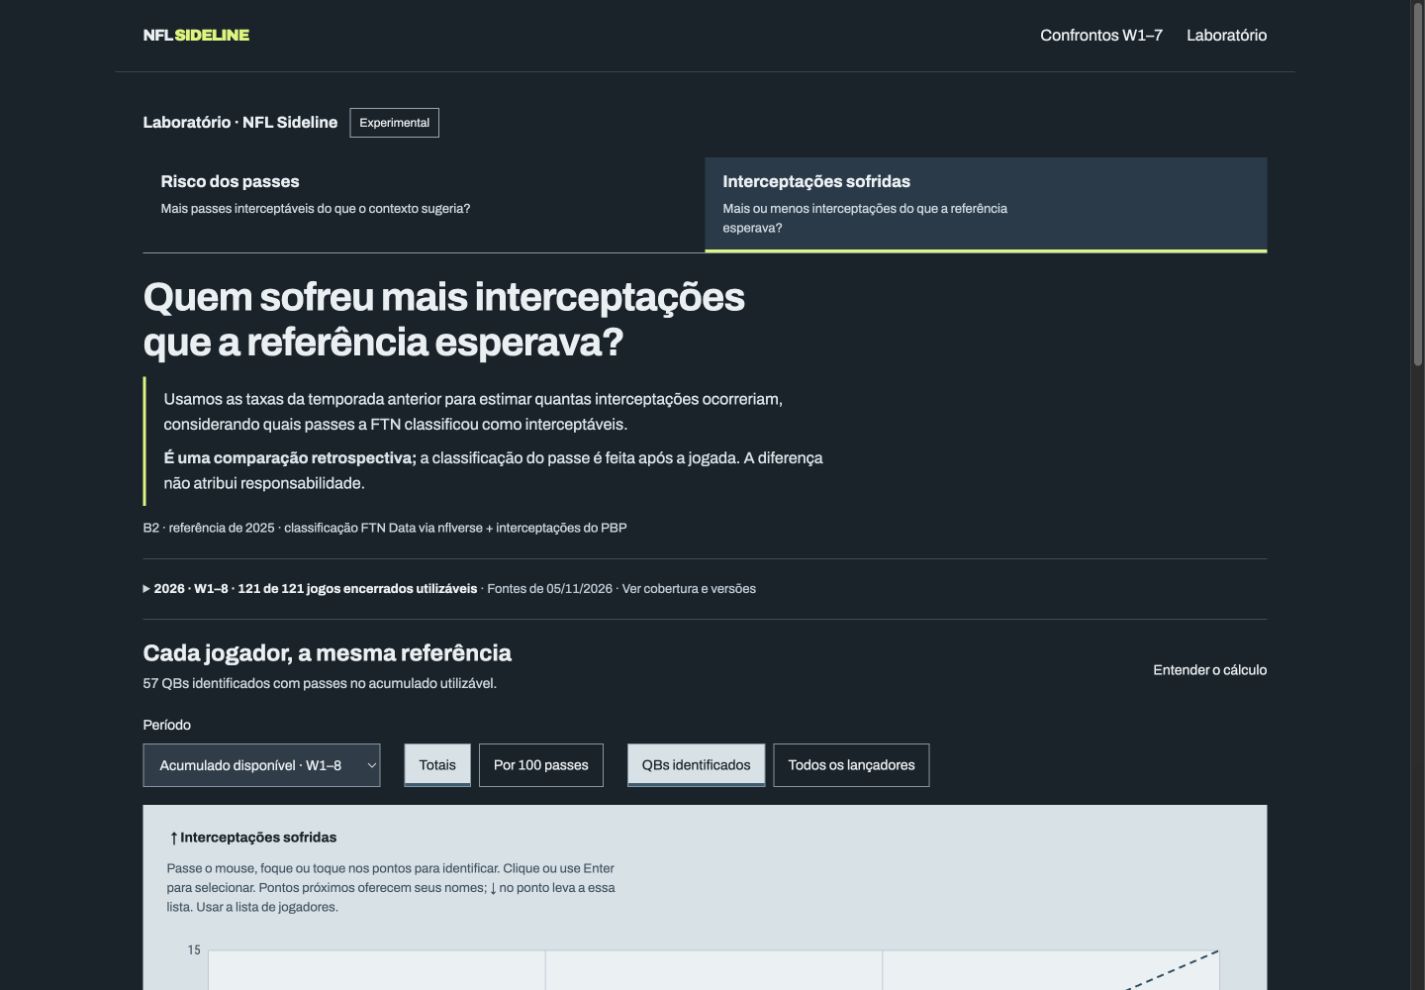 NFL SIDELINE
Confrontos W1–7 Laboratório
Laboratório · NFL Sideline Experimental
Risco dos passes
Mais passes interceptáveis do que o contexto sugeria?
Interceptações sofridas
Mais ou menos interceptações do que a referência
esperava?
Quem sofreu mais interceptações
que a referência esperava?
Usamos as taxas da temporada anterior para estimar quantas interceptações ocorreriam,
considerando quais passes a FTN classificou como interceptáveis.
É uma comparação retrospectiva; a classificação do passe é feita após a jogada. A diferença
não atribui responsabilidade.
B2 · referência de 2025 · classificação FTN Data via nflverse + interceptações do PBP
▶ 2026 · W1–8 · 121 de 121 jogos encerrados utilizáveis · Fontes de 05/11/2026 · Ver cobertura e versões
Cada jogador, a mesma referência
57 QBs identificados com passes no acumulado utilizável.
Entender o cálculo
Período
Acumulado disponível · W1–8 Totais Por 100 passes QBs identificados Todos os lançadores
↑ Interceptações sofridas
Passe o mouse, foque ou toque nos pontos para identificar. Clique ou use Enter
para selecionar. Pontos próximos oferecem seus nomes; ↓ no ponto leva a essa
lista. Usar a lista de jogadores.
15